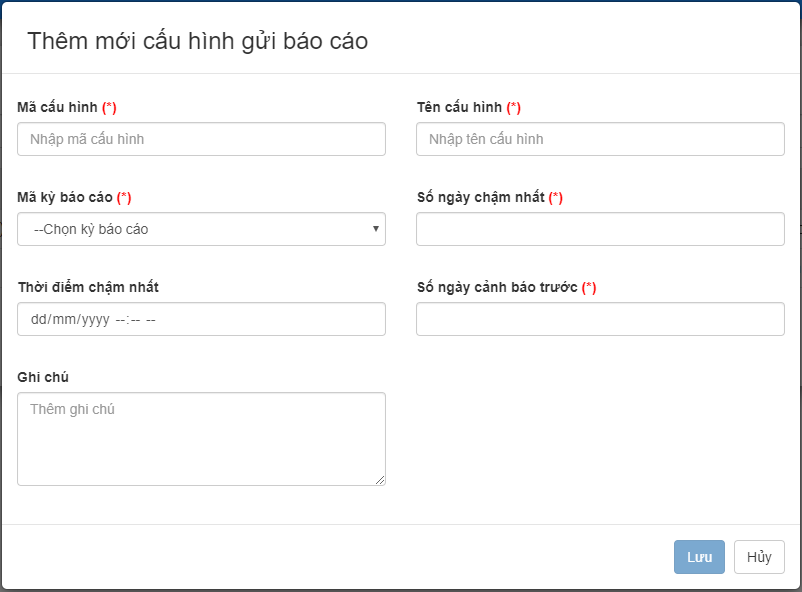 Thêm mới cấu hình gửi báo cáo
Mã cấu hình (*)
Tên cấu hình (*)
Nhập mã cấu hình
Nhập tên cấu hình
Mã kỳ báo cáo (*)
Số ngày chậm nhất (*)
--Chọn kỳ báo cáo
Thời điểm chậm nhất
Số ngày cảnh báo trước (*)
dd/mm/yyyy --:-- --
Ghi chú
Thêm ghi chú
Lưu
Hủy